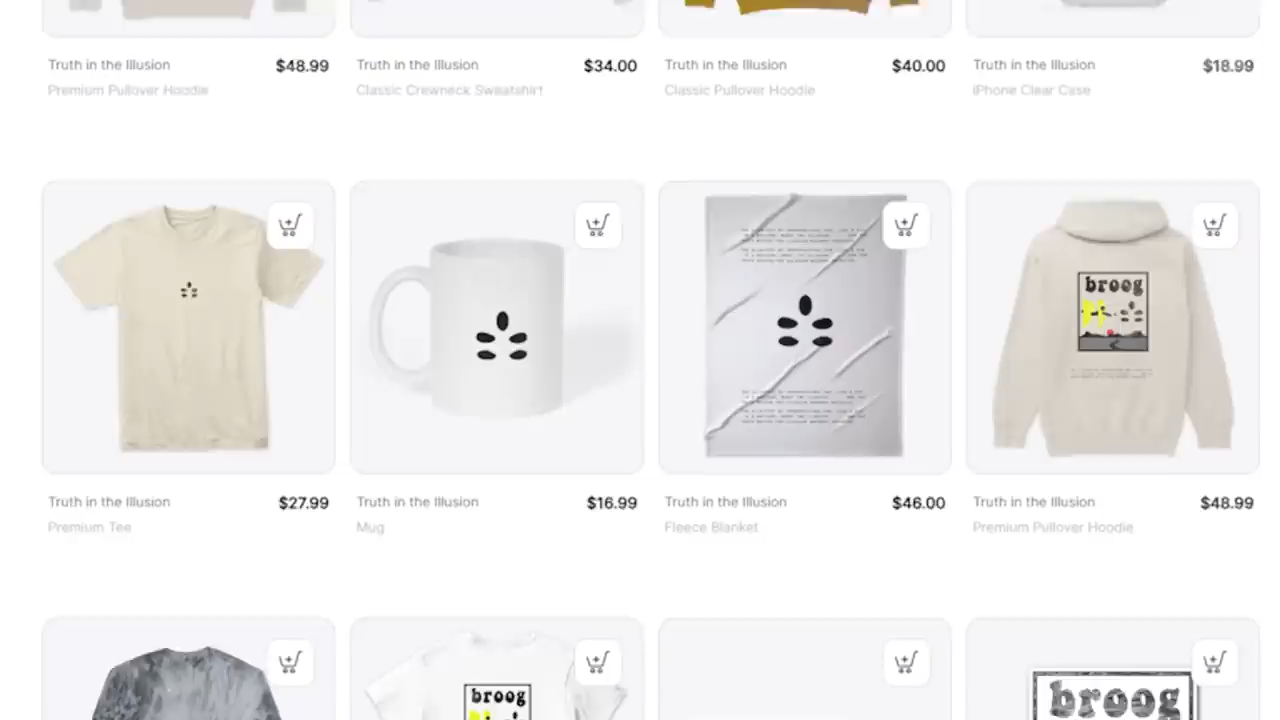 Truth in the Illusion $48.99
Premium Pullover Hoodie
Truth in the Illusion $34.00
Classic Crewneck Sweatshirt
Truth in the Illusion $40.00
Classic Pullover Hoodie
Truth in the Illusion $18.99
iPhone Clear Case
broog
Truth in the Illusion $27.99
Premium Tee
Truth in the Illusion $16.99
Mug
Truth in the Illusion $46.00
Fleece Blanket
Truth in the Illusion $48.99
Premium Pullover Hoodie
broog
broog